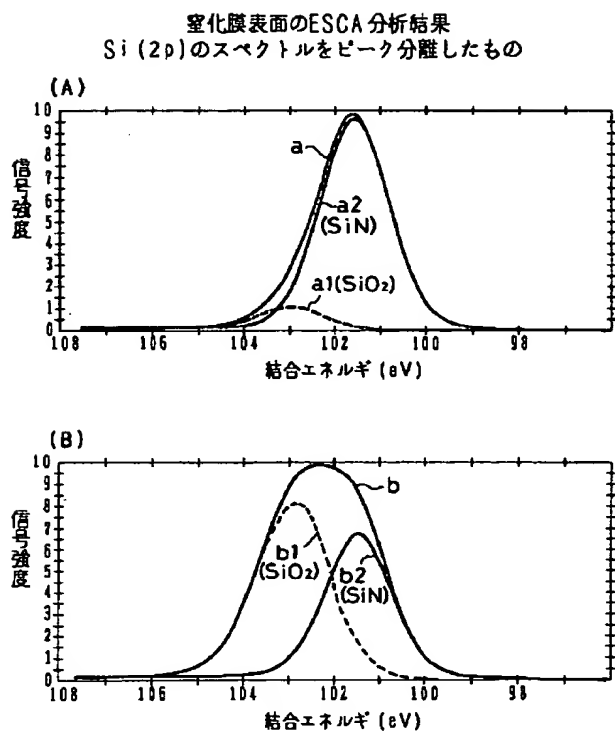 窒化膜表面のESCA分析結果
Si(2p)のスペクトルをピーク分離したもの
(A)
10
9
8
7
6
5
4
3
2
1
0
信号強度
a
a2
(SiN)
a1(SiO₂)
108 106 104 102 100 98
結合エネルギ(eV)
(B)
10
9
8
7
6
5
4
3
2
1
0
信号強度
b
b1
(SiO₂)
b2
(SiN)
108 106 104 102 100 98
結合エネルギ(eV)